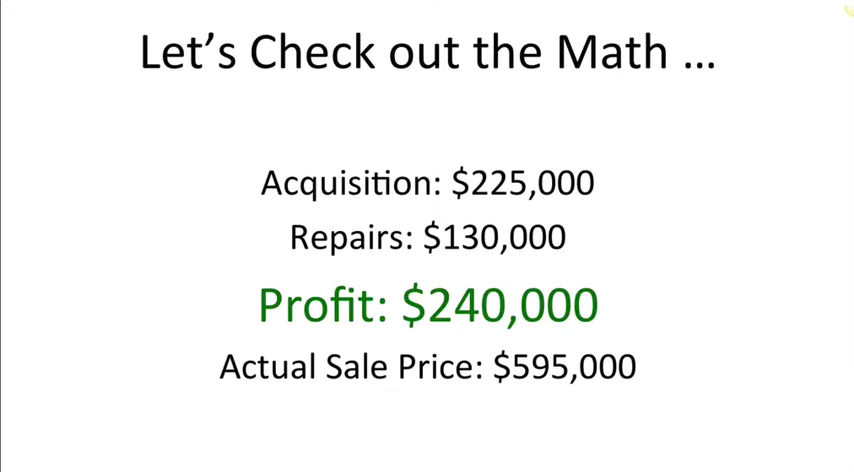 Let’s Check out the Math ...
Acquisition: $225,000
Repairs: $130,000
Profit: $240,000
Actual Sale Price: $595,000